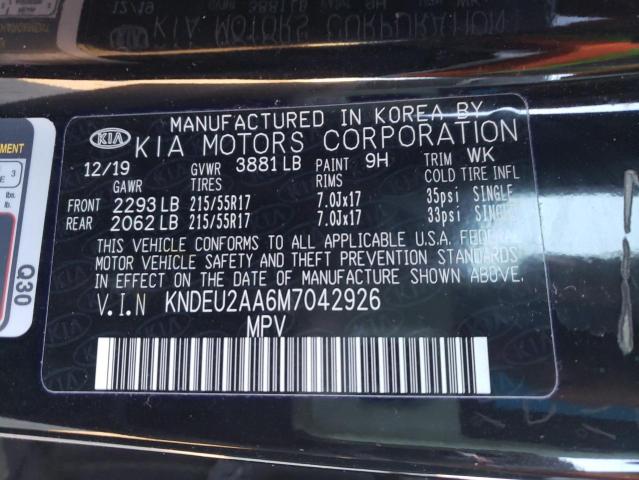 MANUFACTURED IN KOREA BY
KIA KIA MOTORS CORPORATION
12/19 GVWR 3881LB PAINT 9H TRIM WK
GAWR TIRES RIMS COLD TIRE INFL
FRONT 2293LB 215/55R17 7.0Jx17 35psi SINGLE
REAR 2062LB 215/55R17 7.0Jx17 33psi SINGLE
THIS VEHICLE CONFORMS TO ALL APPLICABLE U.S.A. FEDERAL
MOTOR VEHICLE SAFETY AND THEFT PREVENTION STANDARDS
IN EFFECT ON THE DATE OF MANUFACTURE SHOWN ABOVE.
V.I.N KNDEU2AA6M7042926
MPV
Q30